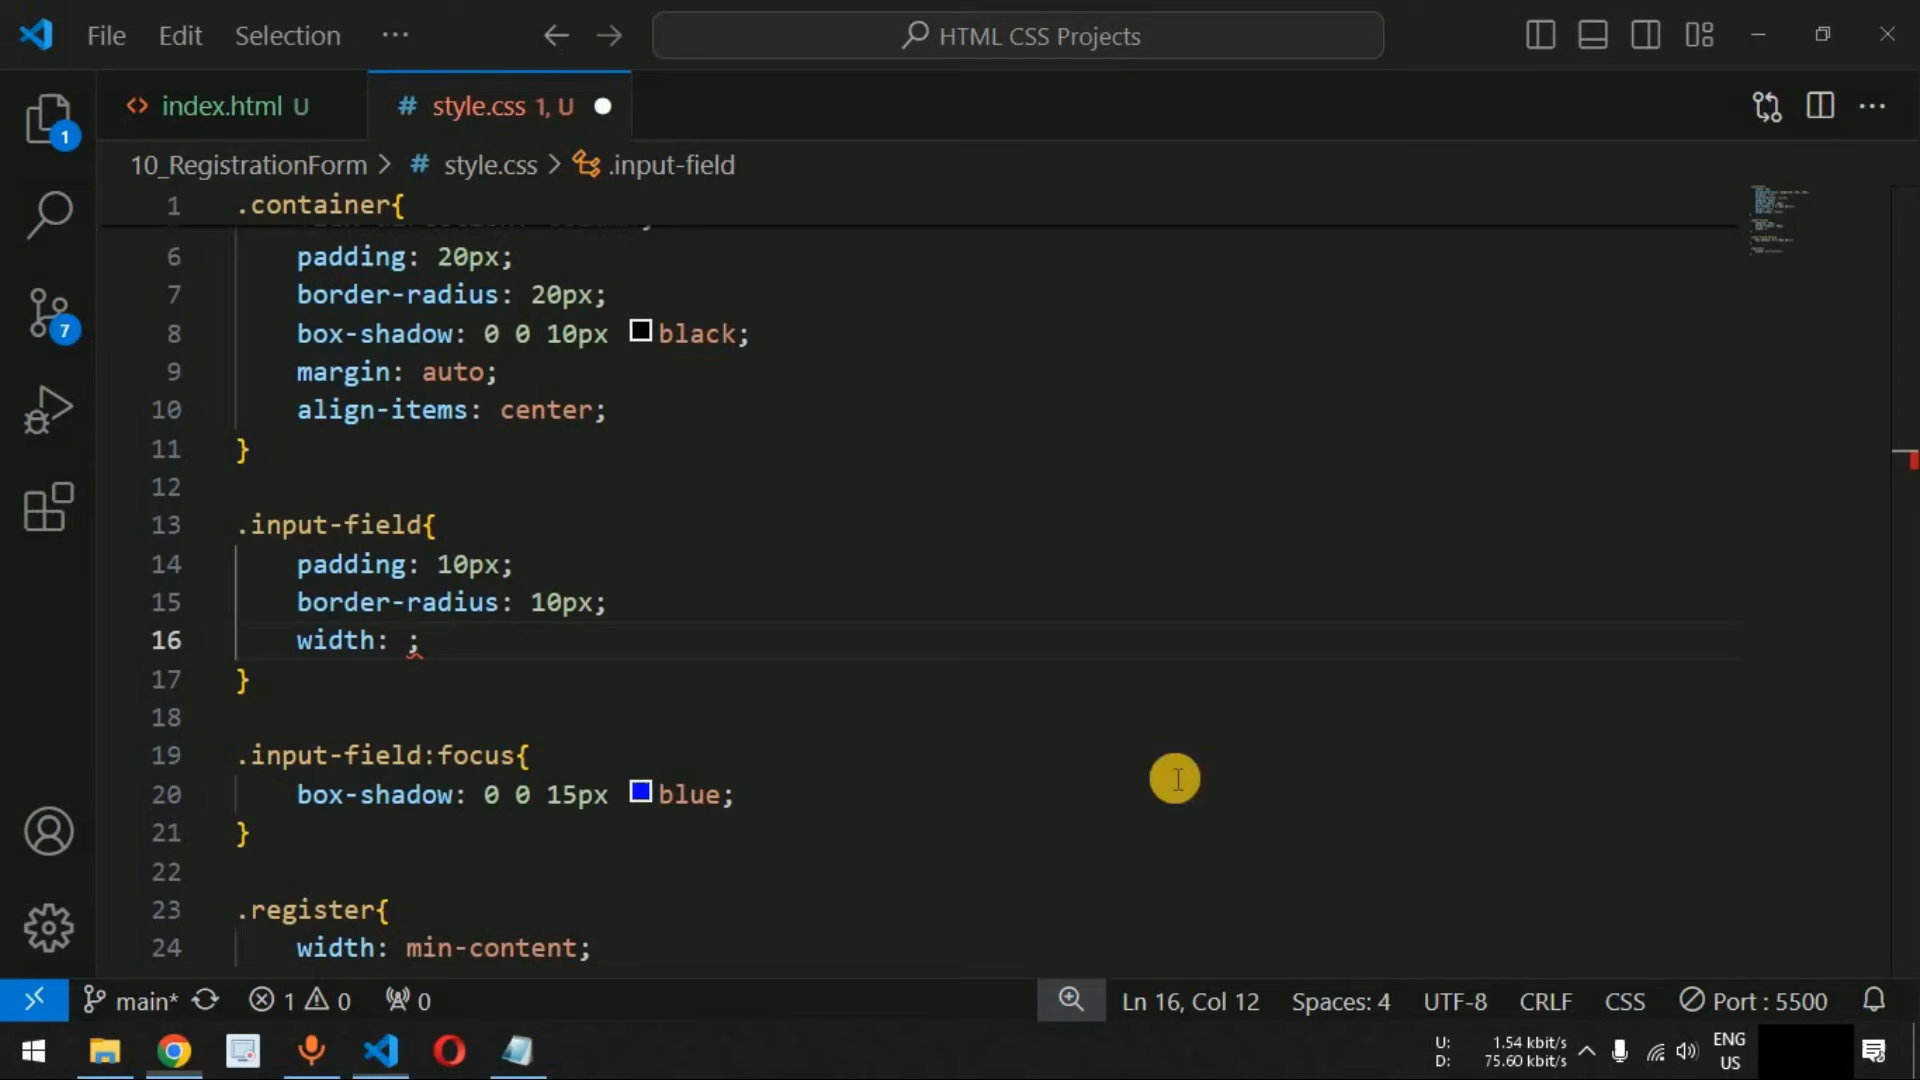 File Edit Selection ··· HTML CSS Projects
index.html U style.css 1, U
10_RegistrationForm > style.css > .input-field
1 .container{
6 padding: 20px;
7 border-radius: 20px;
8 box-shadow: 0 0 10px black;
9 margin: auto;
10 align-items: center;
11 }
12
13 .input-field{
14 padding: 10px;
15 border-radius: 10px;
16 width: ;
17 }
18
19 .input-field:focus{
20 box-shadow: 0 0 15px blue;
21 }
22
23 .register{
24 width: min-content;
1
7
main* 1 0 0 Ln 16, Col 12 Spaces: 4 UTF-8 CRLF CSS Port : 5500
U: 1.54 kbit/s ENG
D: 75.60 kbit/s US